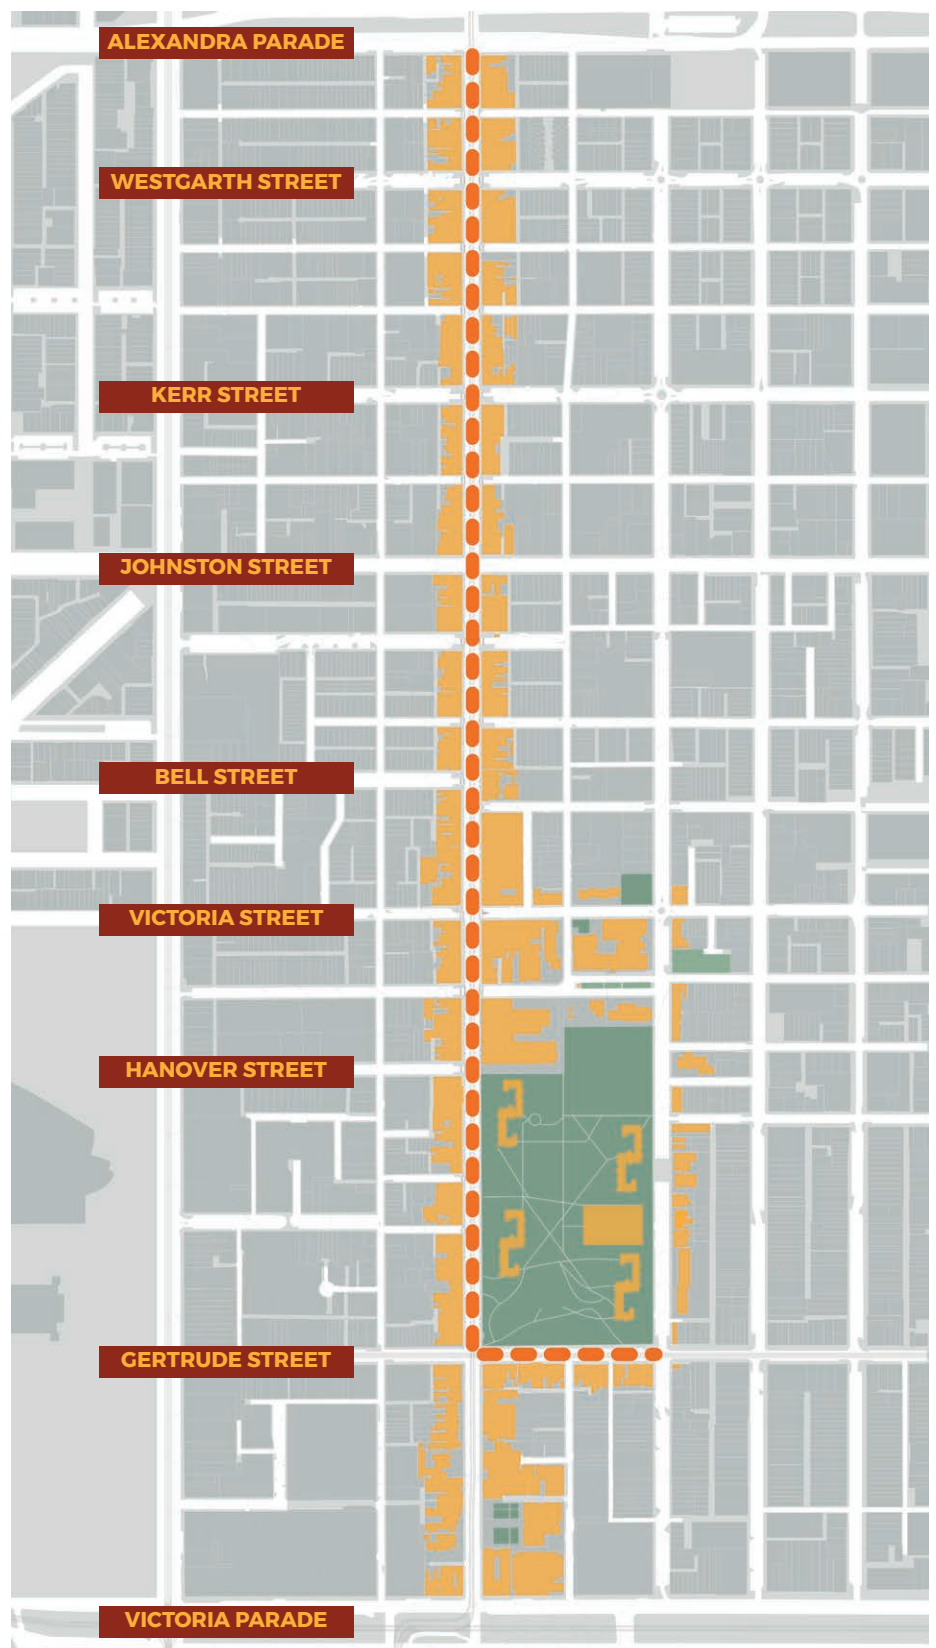 ALEXANDRA PARADE
WESTGARTH STREET
KERR STREET
JOHNSTON STREET
BELL STREET
VICTORIA STREET
HANOVER STREET
GERTRUDE STREET
VICTORIA PARADE